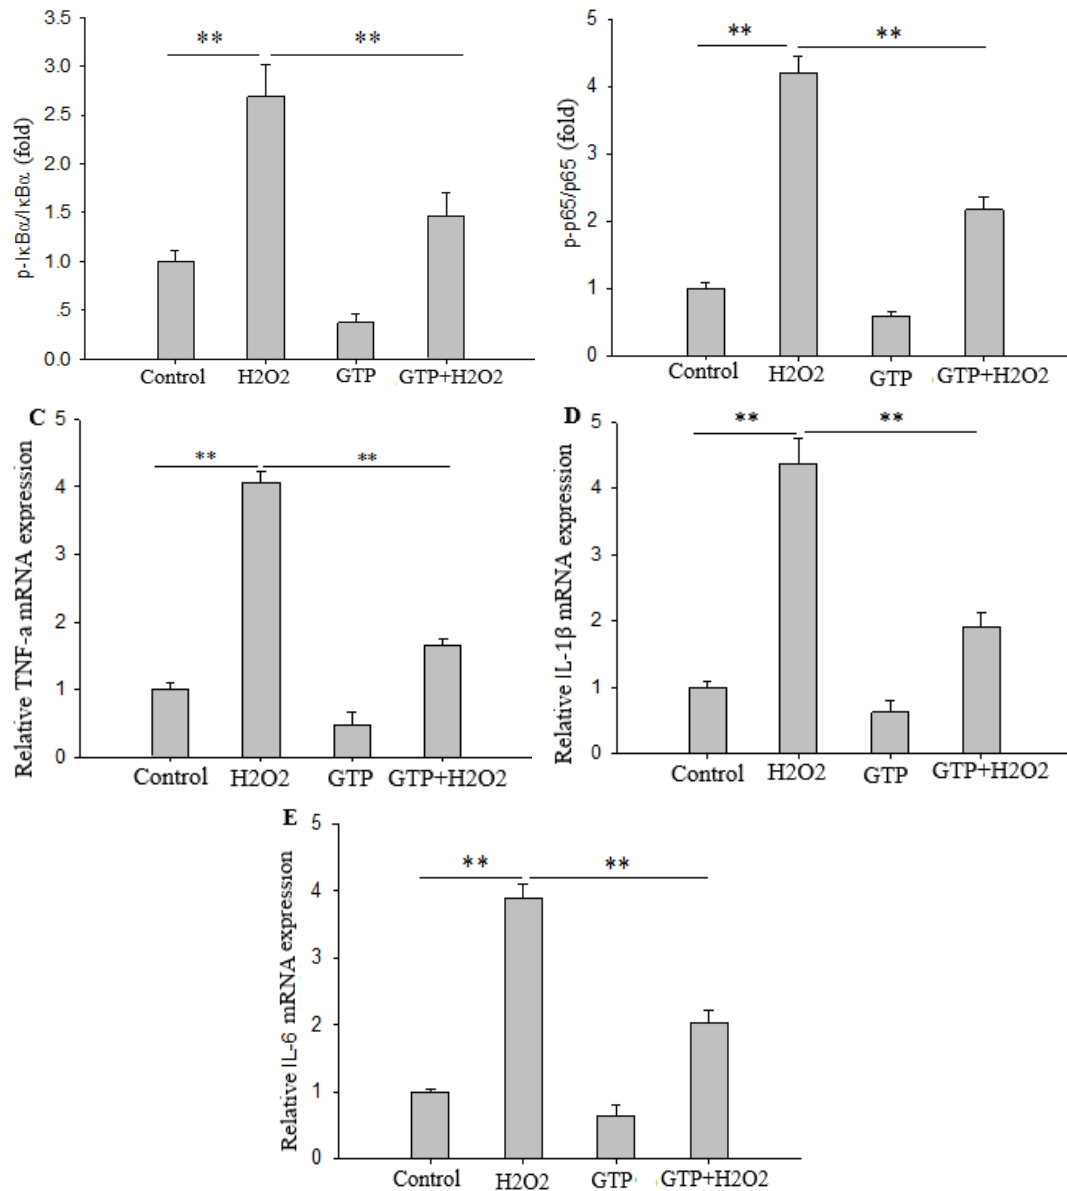 3.5
3.0
2.5
2.0
1.5
1.0
.5
0.0
p-IκBα/IκBα (fold)
** **
Control H2O2 GTP GTP+H2O2
5
4
3
2
1
0
p-p65/p65 (fold)
** **
Control H2O2 GTP GTP+H2O2
C
5
4
3
2
1
0
Relative TNF-a mRNA expression
** **
Control H2O2 GTP GTP+H2O2
D
5
4
3
2
1
0
Relative IL-1β mRNA expression
** **
Control H2O2 GTP GTP+H2O2
E
5
4
3
2
1
0
Relative IL-6 mRNA expression
** **
Control H2O2 GTP GTP+H2O2